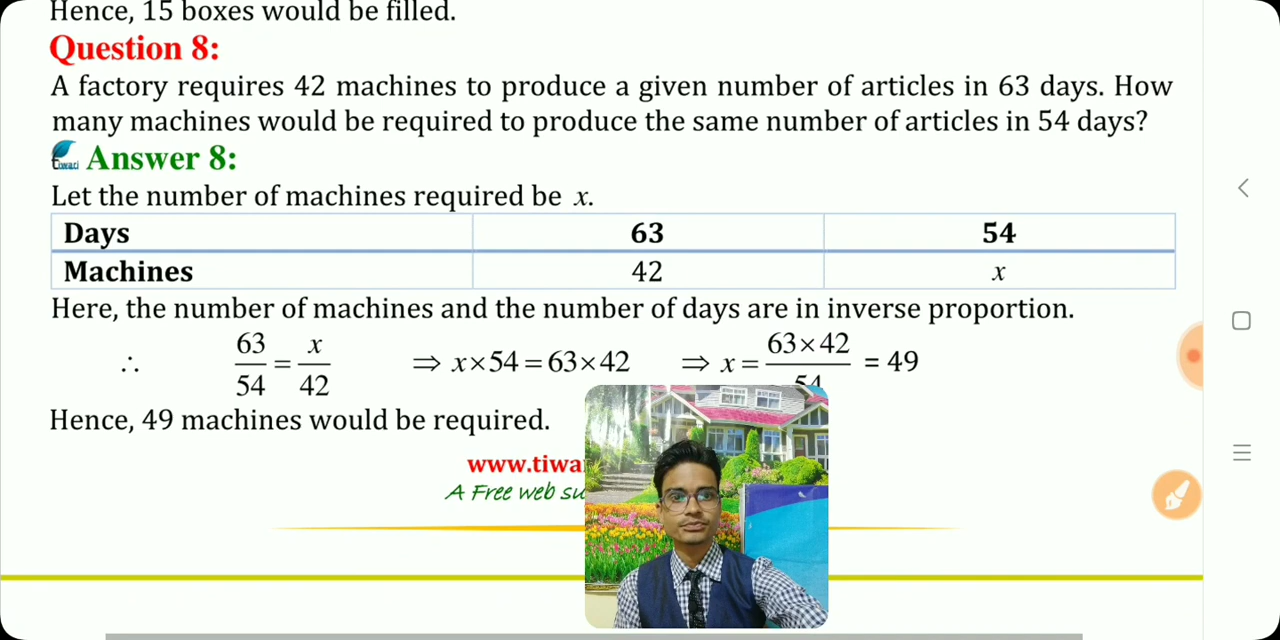 Hence, 15 boxes would be filled.
Question 8:
A factory requires 42 machines to produce a given number of articles in 63 days. How
many machines would be required to produce the same number of articles in 54 days?
tiwari Answer 8:
Let the number of machines required be x.
Days 63 54
Machines 42 x
Here, the number of machines and the number of days are in inverse proportion.
∴ 63/54 = x/42 ⇒ x × 54 = 63 × 42 ⇒ x = 63 × 42/54 = 49
Hence, 49 machines would be required.
www.tiwa
A Free web su